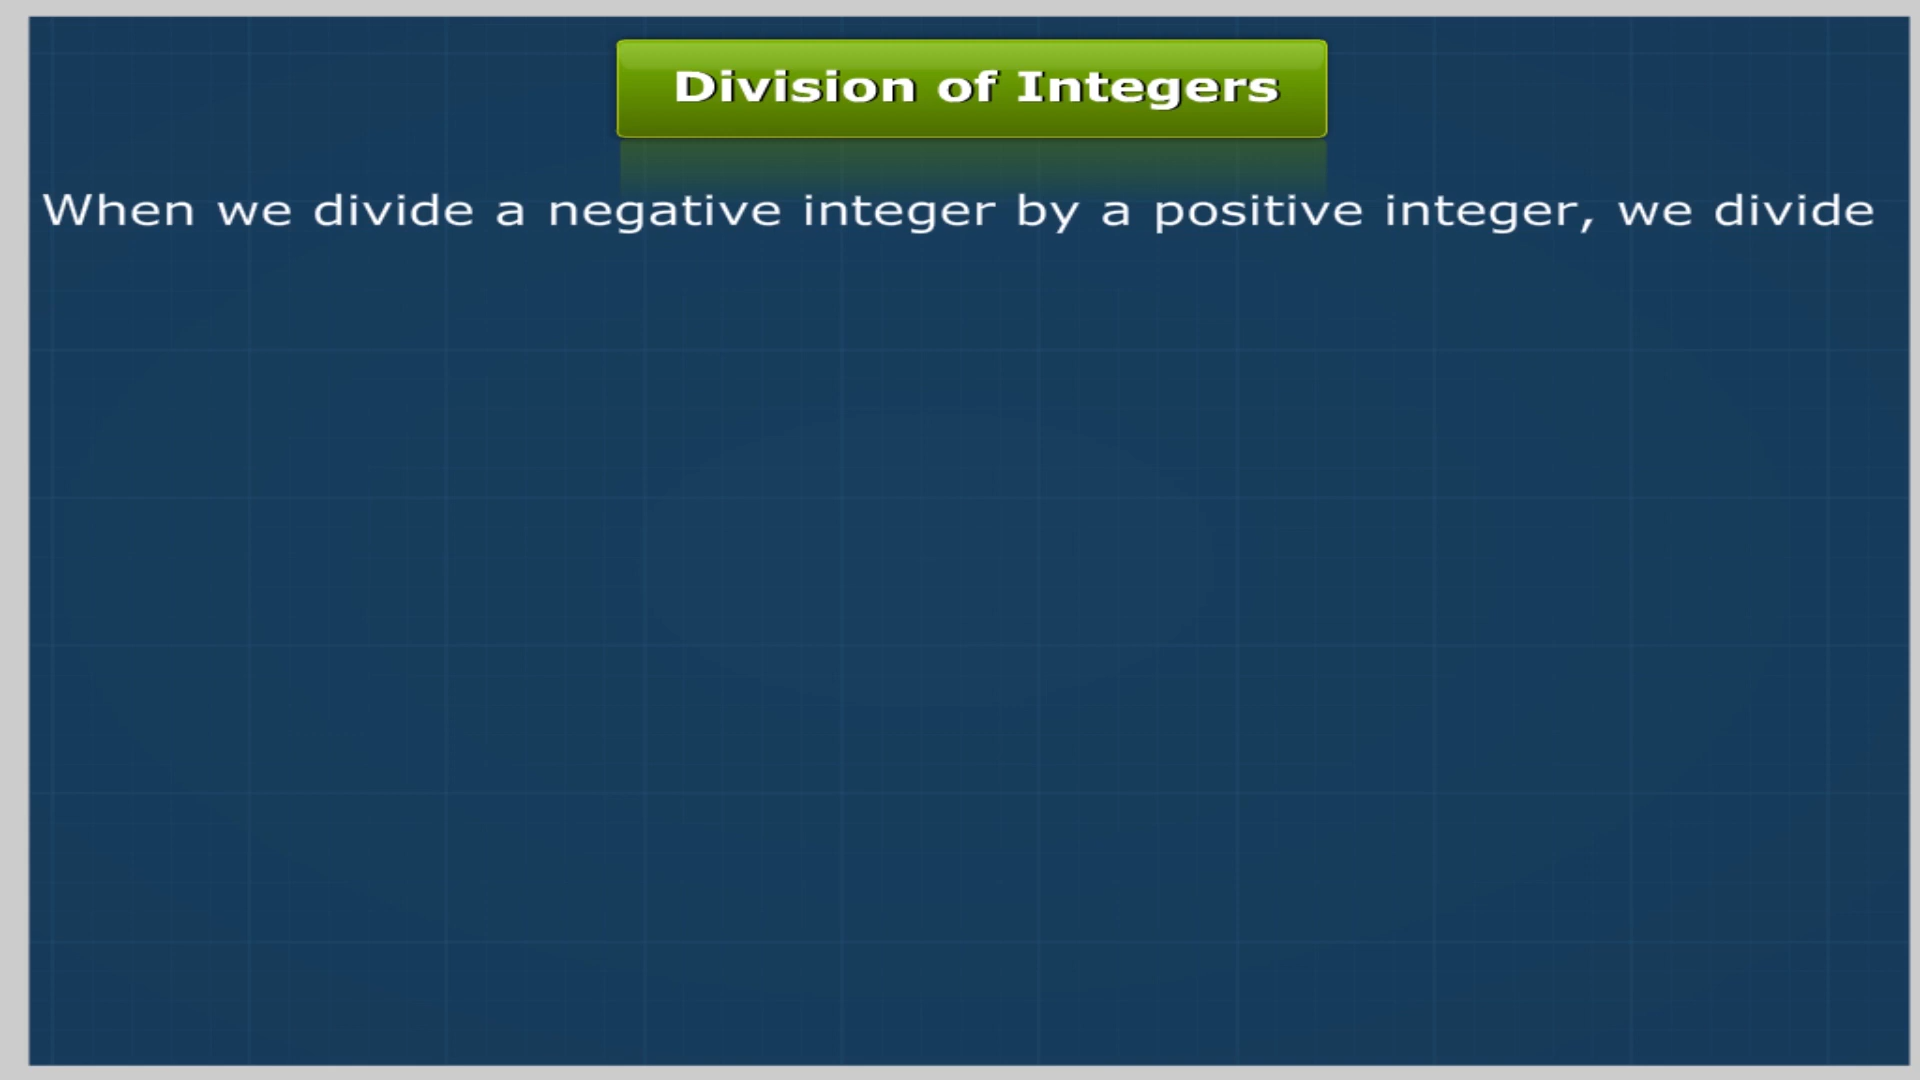 Division of Integers
When we divide a negative integer by a positive integer, we divide